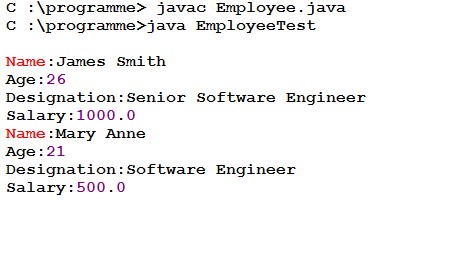 C :\programme> javac Employee.java
C :\programme>java EmployeeTest
Name:James Smith
Age:26
Designation:Senior Software Engineer
Salary:1000.0
Name:Mary Anne
Age:21
Designation:Software Engineer
Salary:500.0